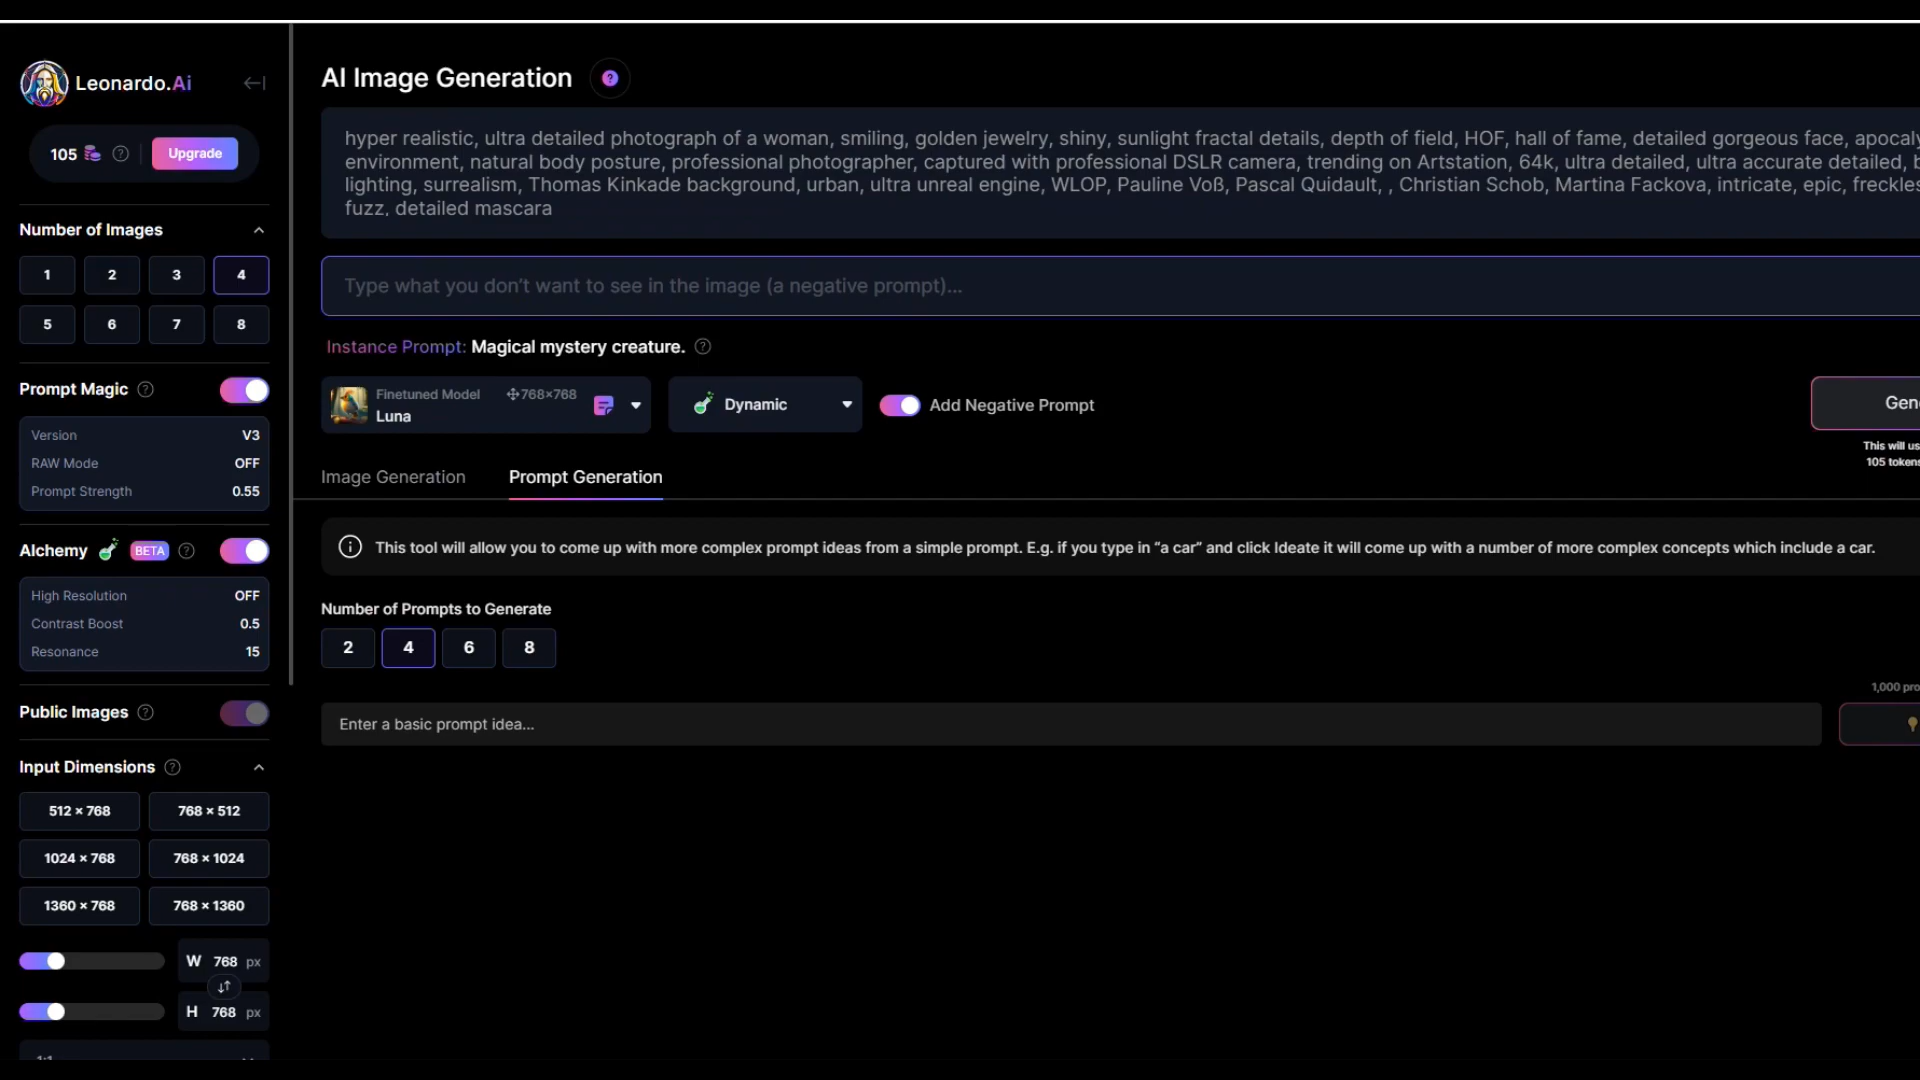 Leonardo.Ai
105
Upgrade
Number of Images
1 2 3 4
5 6 7 8
Prompt Magic
Version V3
RAW Mode OFF
Prompt Strength 0.55
Alchemy BETA
High Resolution OFF
Contrast Boost 0.5
Resonance 15
Public Images
Input Dimensions
512 × 768 768 × 512
1024 × 768 768 × 1024
1360 × 768 768 × 1360
W 768 px
H 768 px
1:1
AI Image Generation
hyper realistic, ultra detailed photograph of a woman, smiling, golden jewelry, shiny, sunlight fractal details, depth of field, HOF, hall of fame, detailed gorgeous face, apocaly
environment, natural body posture, professional photographer, captured with professional DSLR camera, trending on Artstation, 64k, ultra detailed, ultra accurate detailed, b
lighting, surrealism, Thomas Kinkade background, urban, ultra unreal engine, WLOP, Pauline Voß, Pascal Quidault, , Christian Schob, Martina Fackova, intricate, epic, freckles
fuzz, detailed mascara
Type what you don't want to see in the image (a negative prompt)...
Instance Prompt: Magical mystery creature.
Finetuned Model 768×768
Luna
Dynamic
Add Negative Prompt
Gen
This will us
105 tokens
Image Generation Prompt Generation
This tool will allow you to come up with more complex prompt ideas from a simple prompt. E.g. if you type in “a car” and click Ideate it will come up with a number of more complex concepts which include a car.
Number of Prompts to Generate
2 4 6 8
1,000 pro
Enter a basic prompt idea...